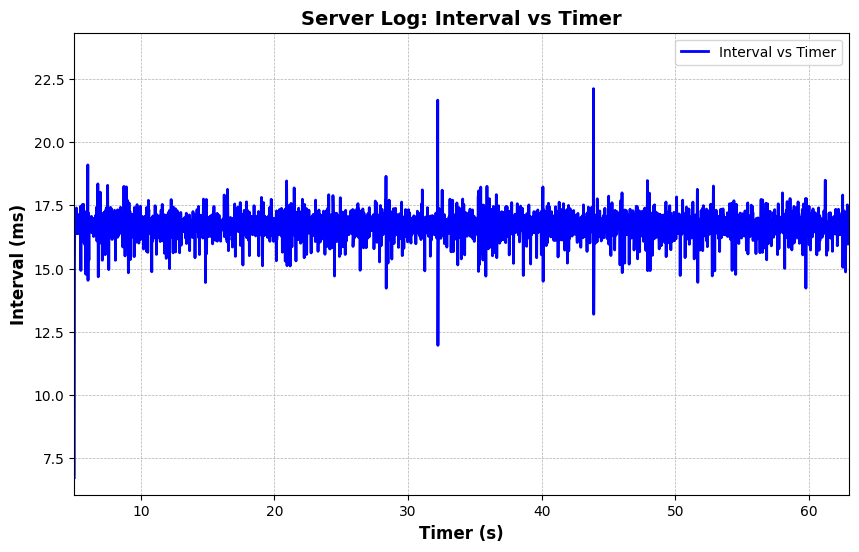 Server Log: Interval vs Timer
Interval vs Timer
22.5
20.0
17.5
15.0
12.5
10.0
7.5
Interval (ms)
10 20 30 40 50 60
Timer (s)